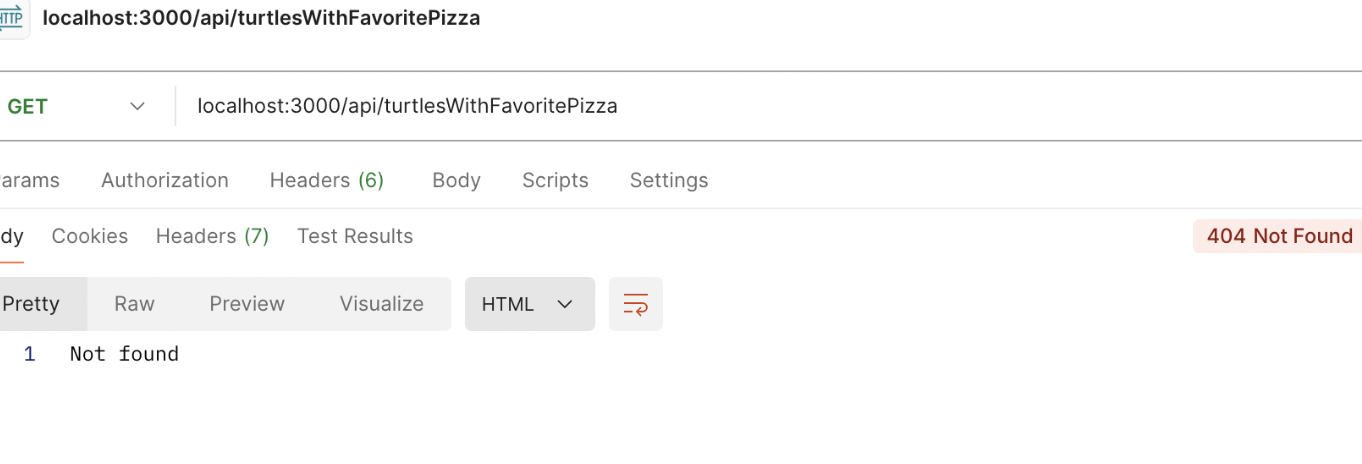 HTTP localhost:3000/api/turtlesWithFavoritePizza
GET localhost:3000/api/turtlesWithFavoritePizza
arams Authorization Headers (6) Body Scripts Settings
dy Cookies Headers (7) Test Results 404 Not Found
Pretty Raw Preview Visualize HTML
1 Not found